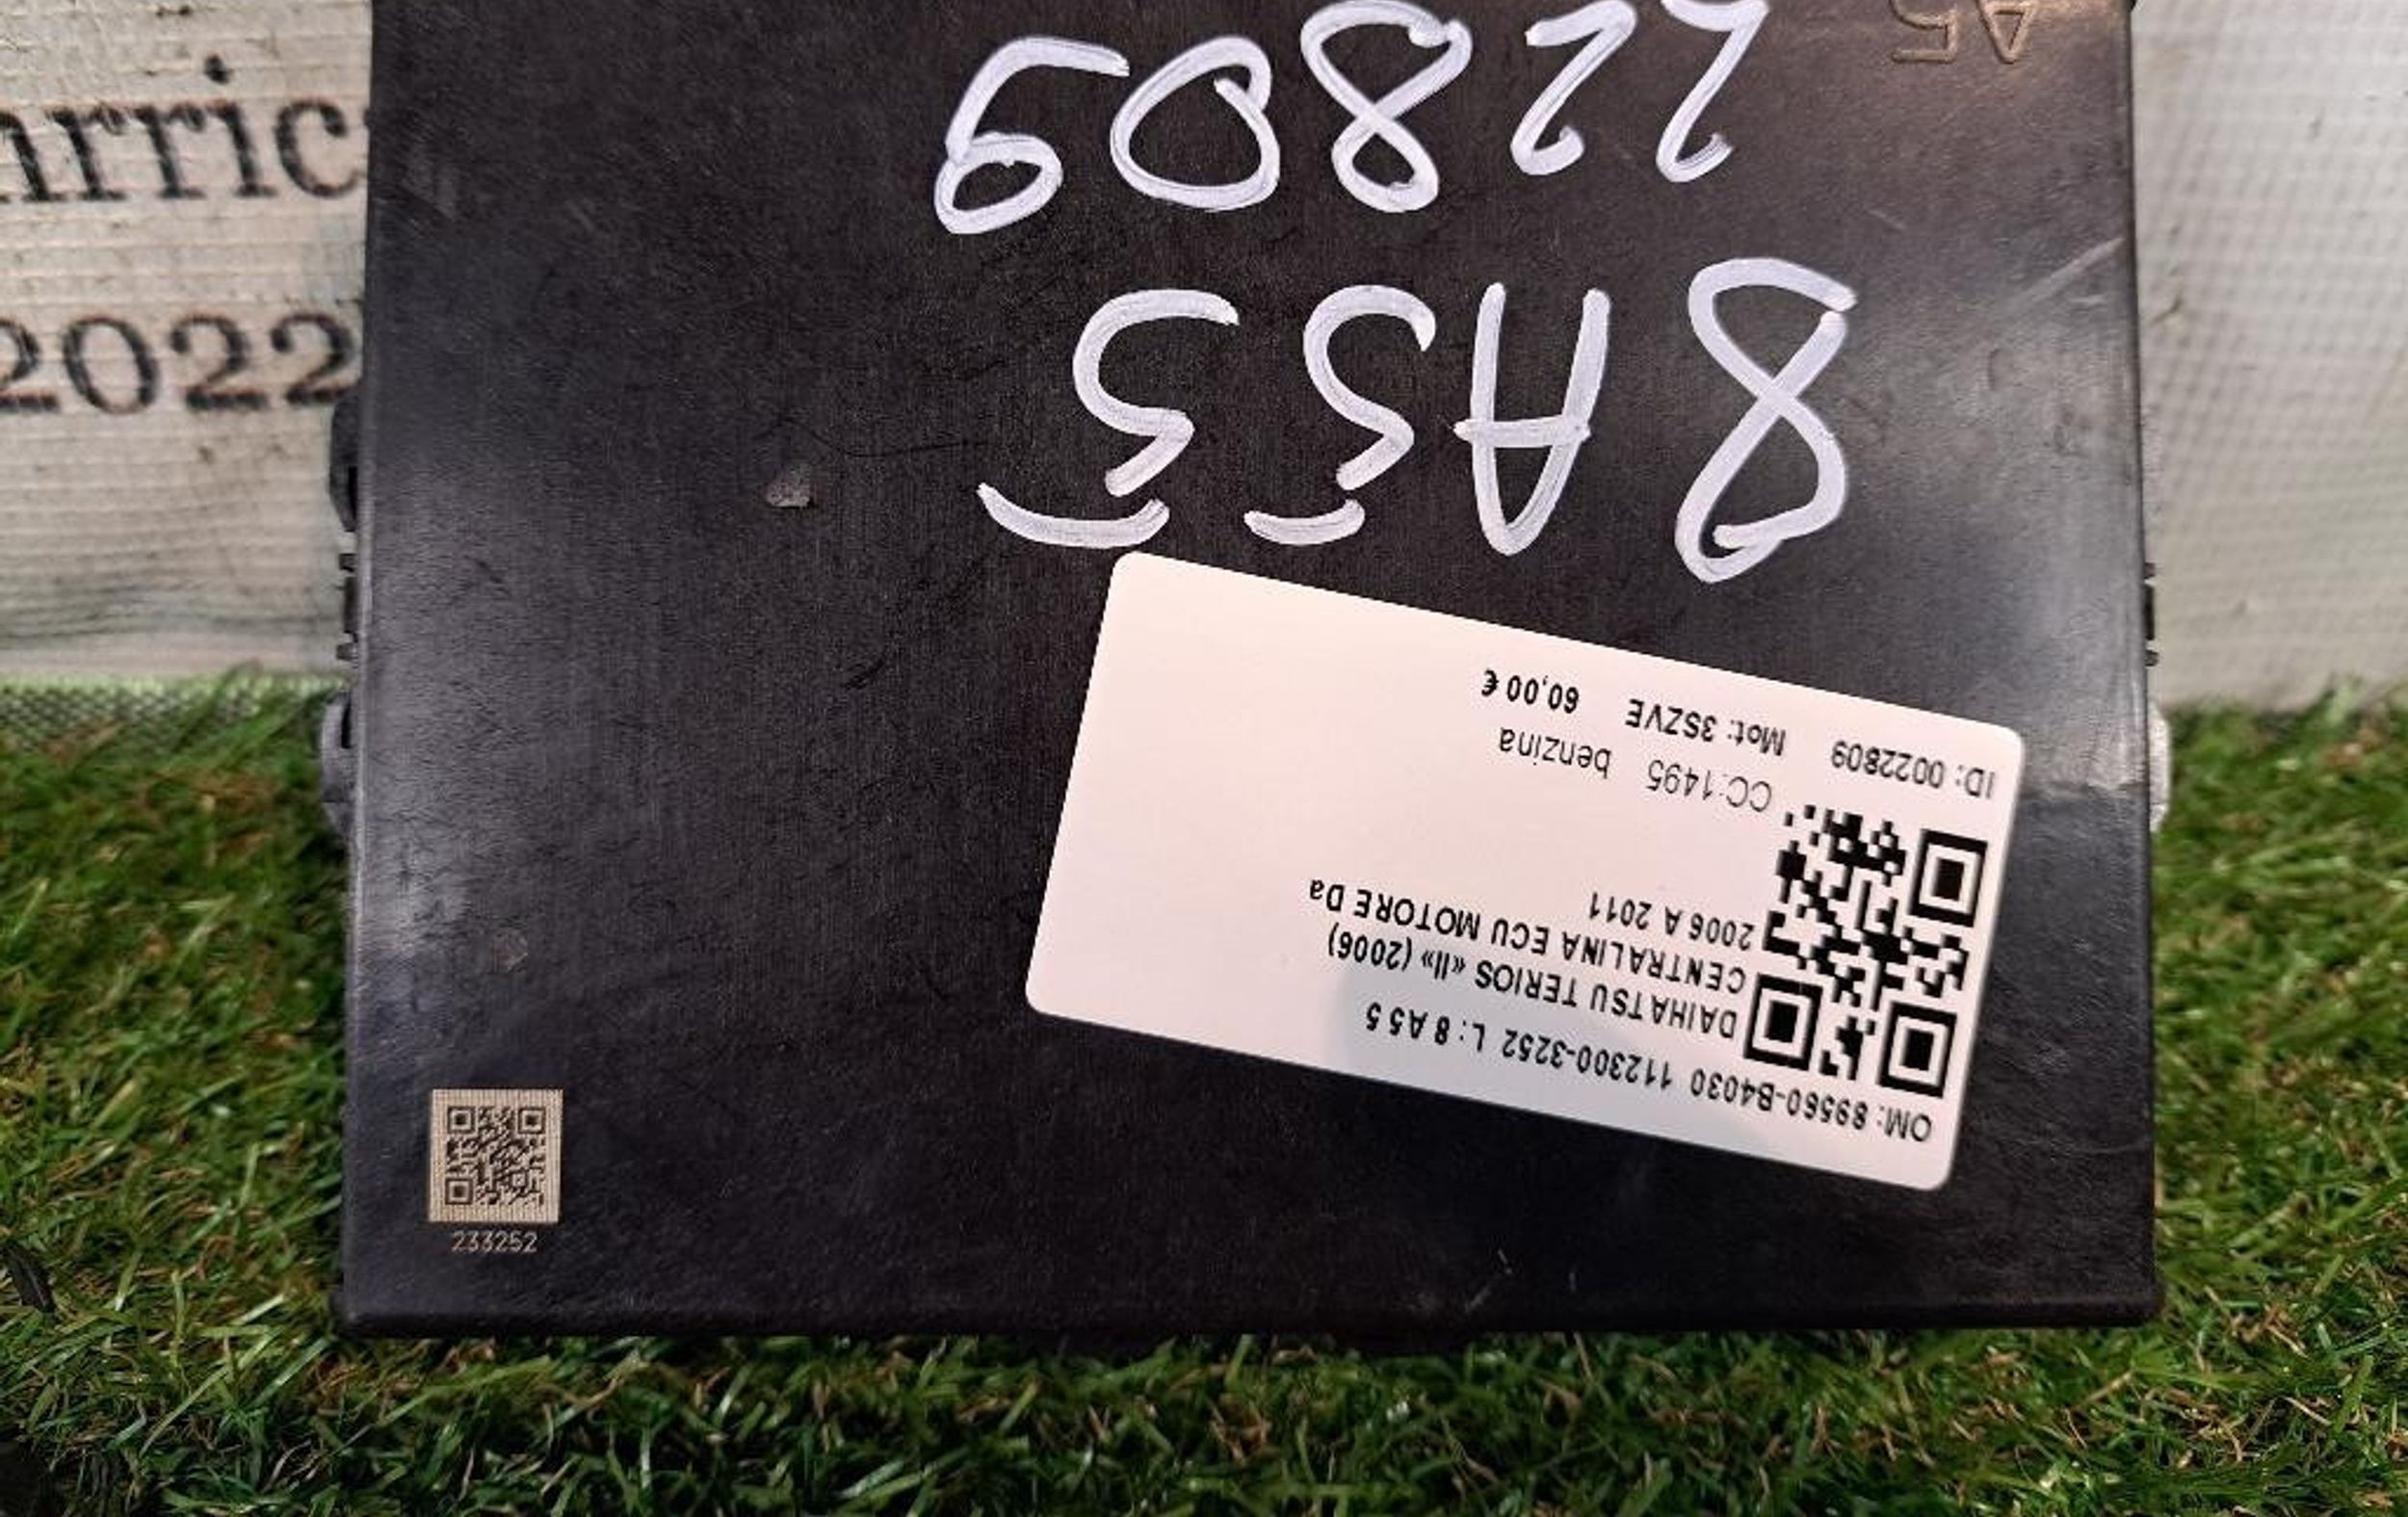 2022
A5
22809
8A55
OM: 89560-B4030 112300-3252 L: 8 A 5 5
DAIHATSU TERIOS «II» (2006)
CENTRALINA ECU MOTORE Da
2006 A 2011
CC:1495 benzina
ID: 0022809 Mot: 3SZVE 60,00 €
233252